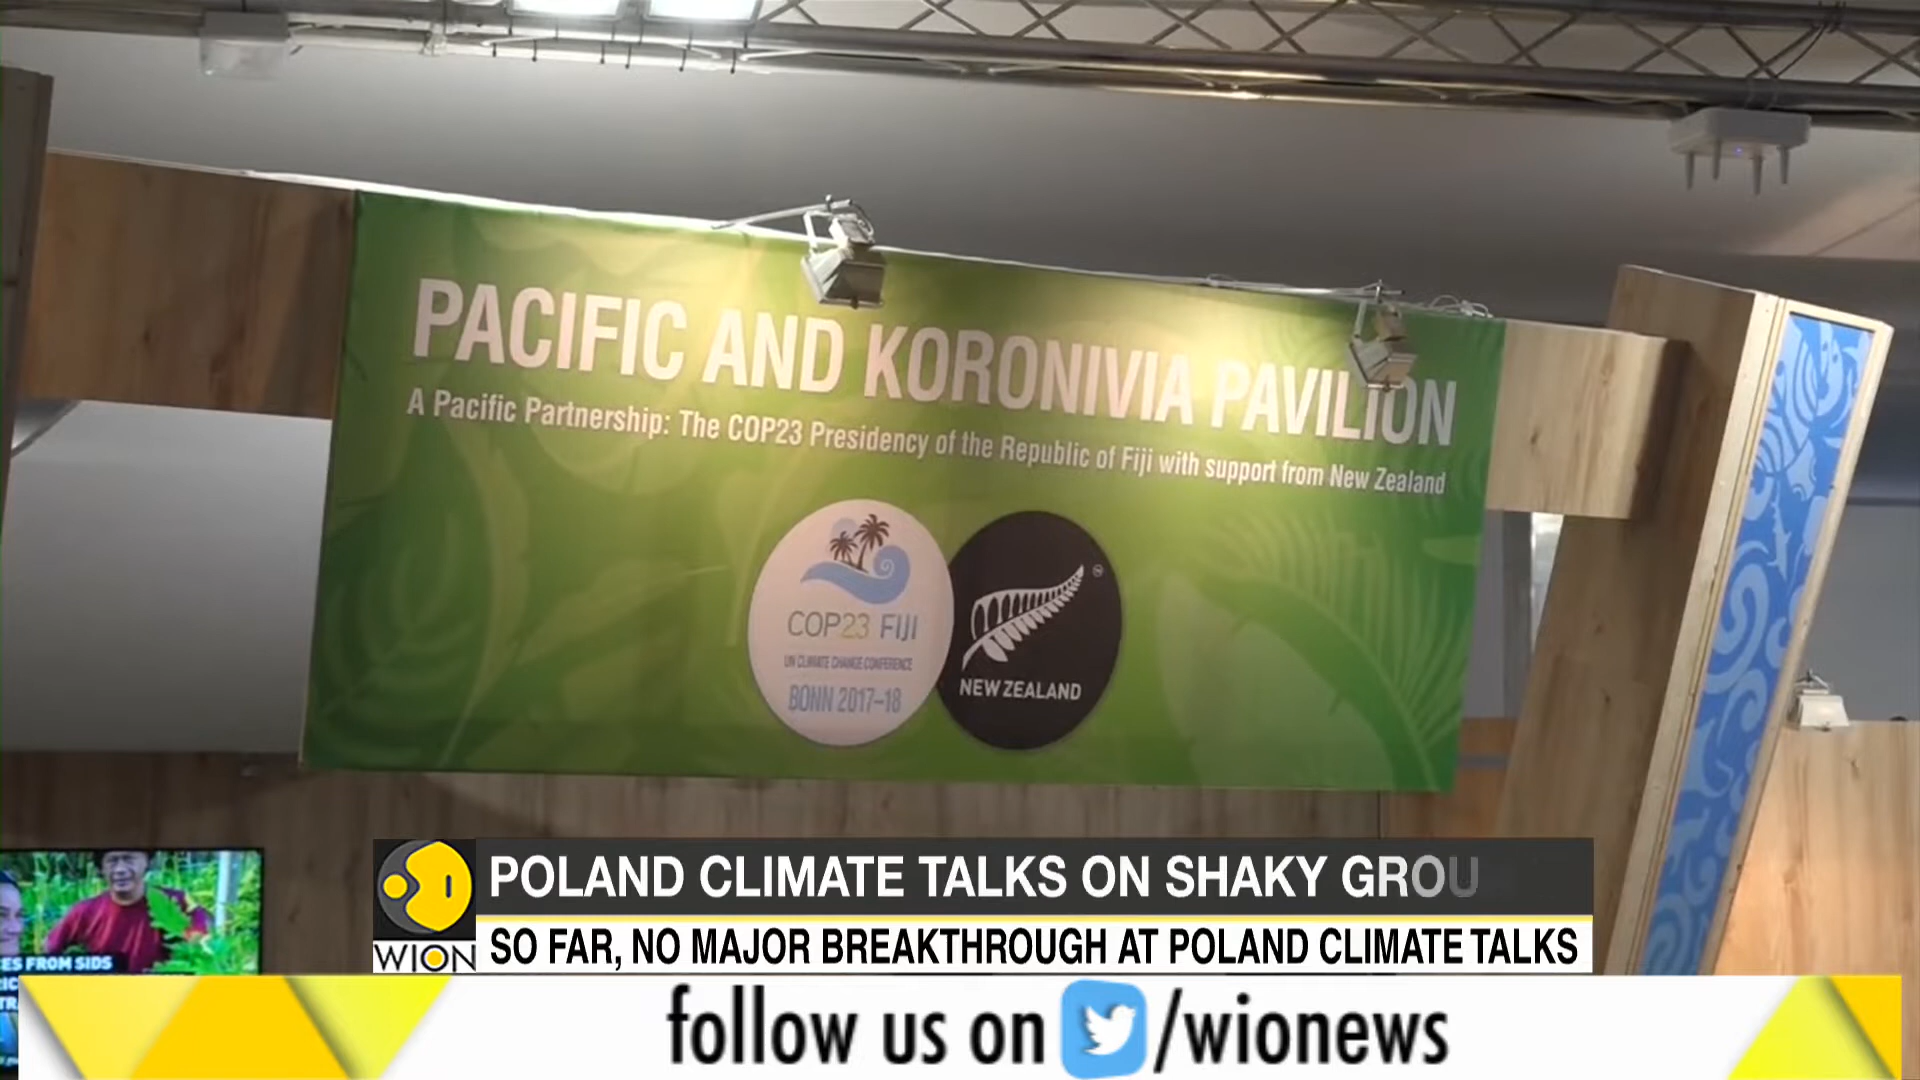 PACIFIC AND KORONIVIA PAVILION
A Pacific Partnership: The COP23 Presidency of the Republic of Fiji with support from New Zealand
COP23 FIJI
UN CLIMATE CHANGE CONFERENCE
BONN 2017–18
NEW ZEALAND
ES FROM SIDS
POLAND CLIMATE TALKS ON SHAKY GROU
SO FAR, NO MAJOR BREAKTHROUGH AT POLAND CLIMATE TALKS
WION
follow us on /wionews